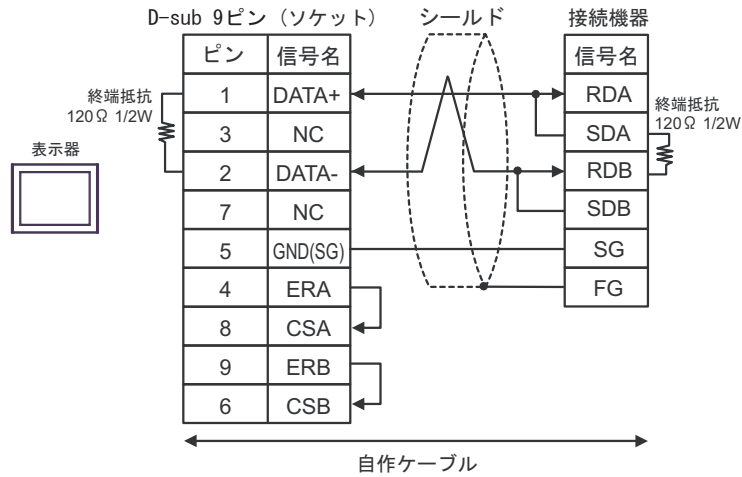 D-sub 9ピン（ソケット）
シールド
接続機器
ピン 信号名
信号名
終端抵抗
120Ω 1/2W
1 DATA+
RDA
終端抵抗
120Ω 1/2W
3 NC
SDA
表示器
2 DATA-
RDB
7 NC
SDB
5 GND(SG)
SG
4 ERA
FG
8 CSA
9 ERB
6 CSB
自作ケーブル